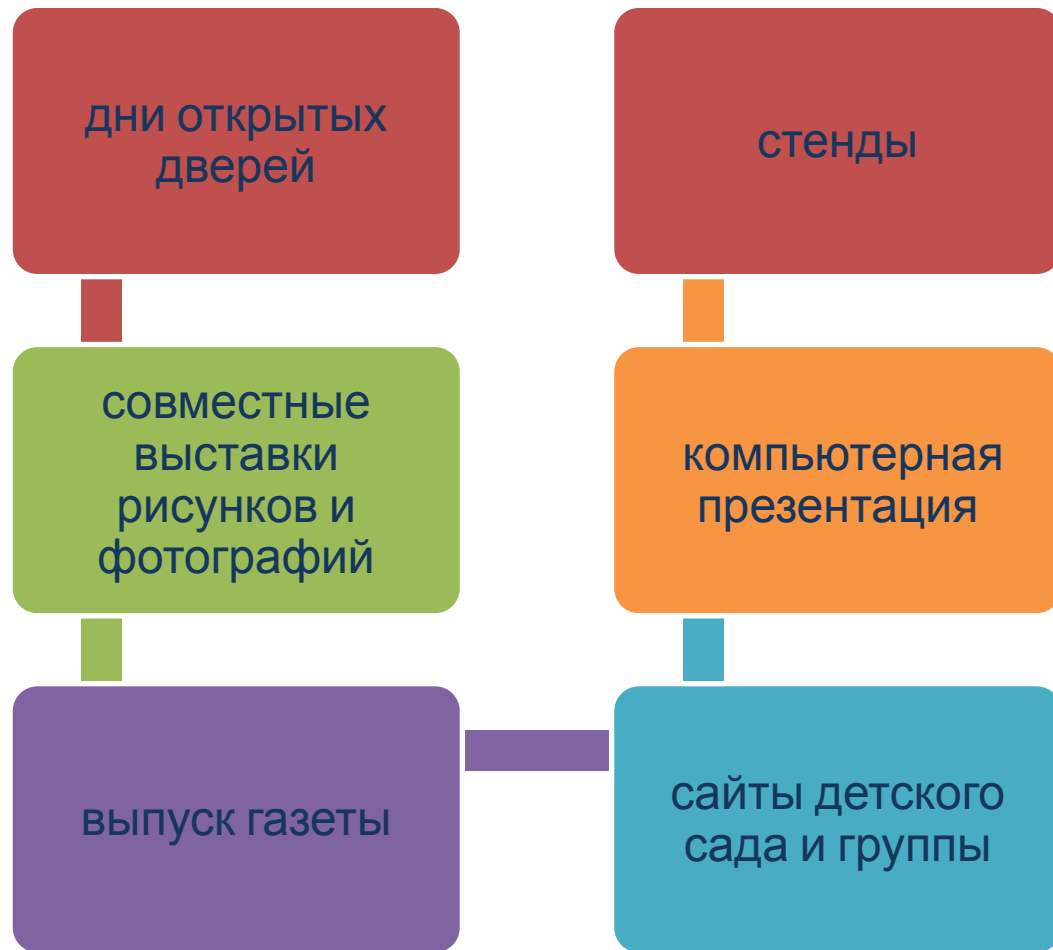 дни открытых
дверей
совместные
выставки
рисунков и
фотографий
выпуск газеты
сайты детского
сада и группы
компьютерная
презентация
стенды